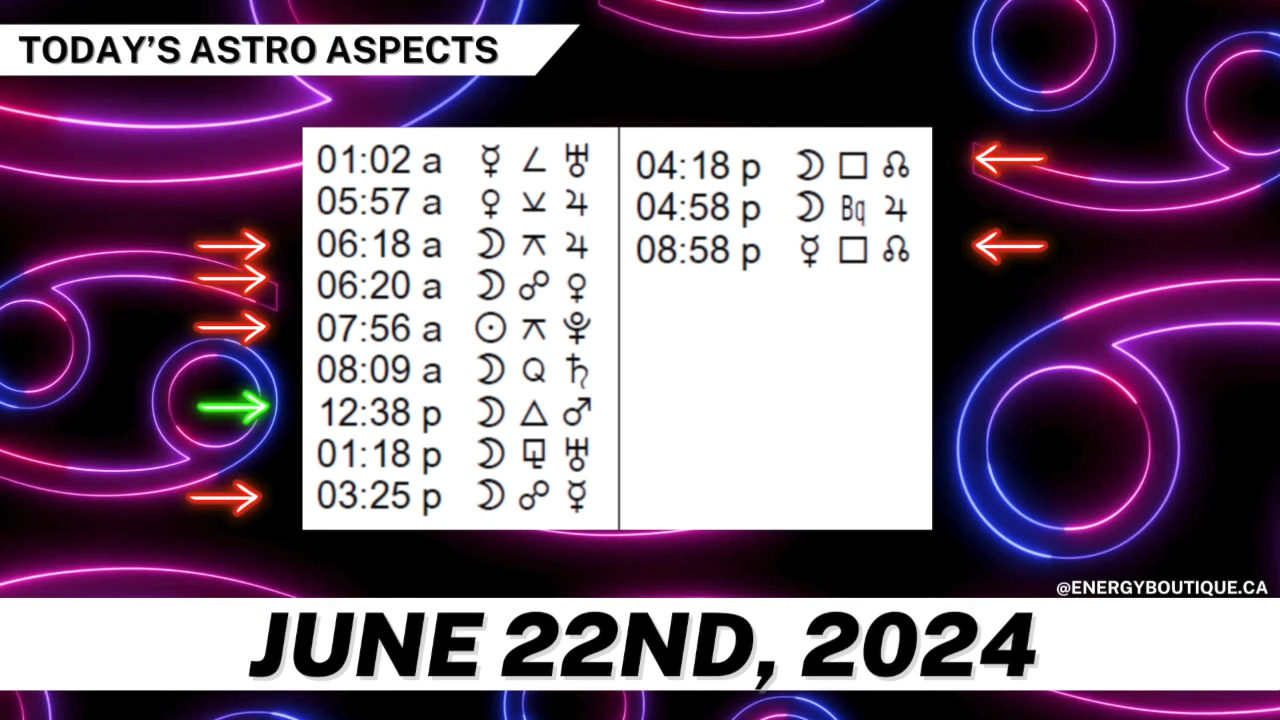 TODAY'S ASTRO ASPECTS
01:02 a ☿ ∠ ♅
05:57 a ♀ ⚺ ♃
06:18 a ☽ ⚻ ♃
06:20 a ☽ ☍ ♀
07:56 a ☉ ⚻ ♇
08:09 a ☽ Q ♄
12:38 p ☽ △ ♂
01:18 p ☽ ⚼ ♅
03:25 p ☽ ☍ ☿
04:18 p ☽ □ ☊
04:58 p ☽ Bq ♃
08:58 p ☿ □ ☊
@ENERGYBOUTIQUE.CA
JUNE 22ND, 2024